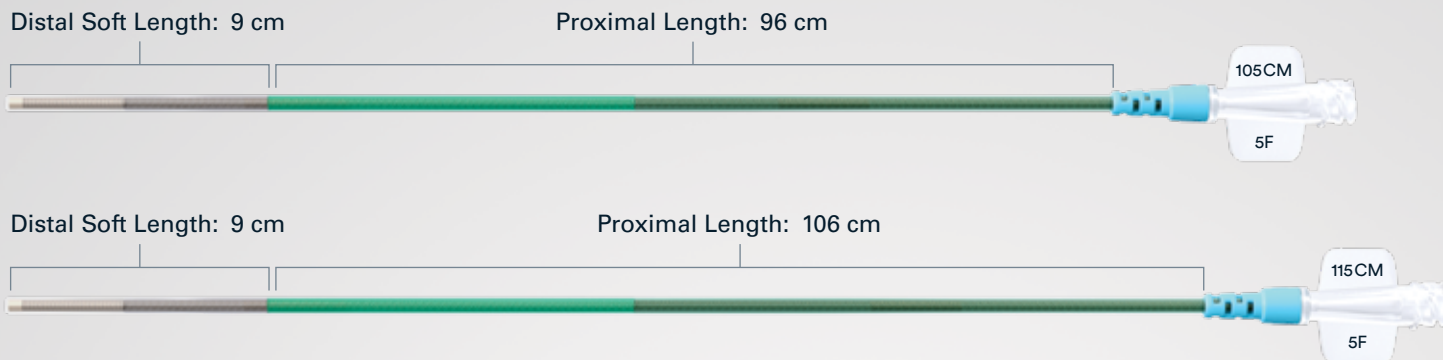 Distal Soft Length: 9 cm
Proximal Length: 96 cm
105CM
5F
Distal Soft Length: 9 cm
Proximal Length: 106 cm
115CM
5F